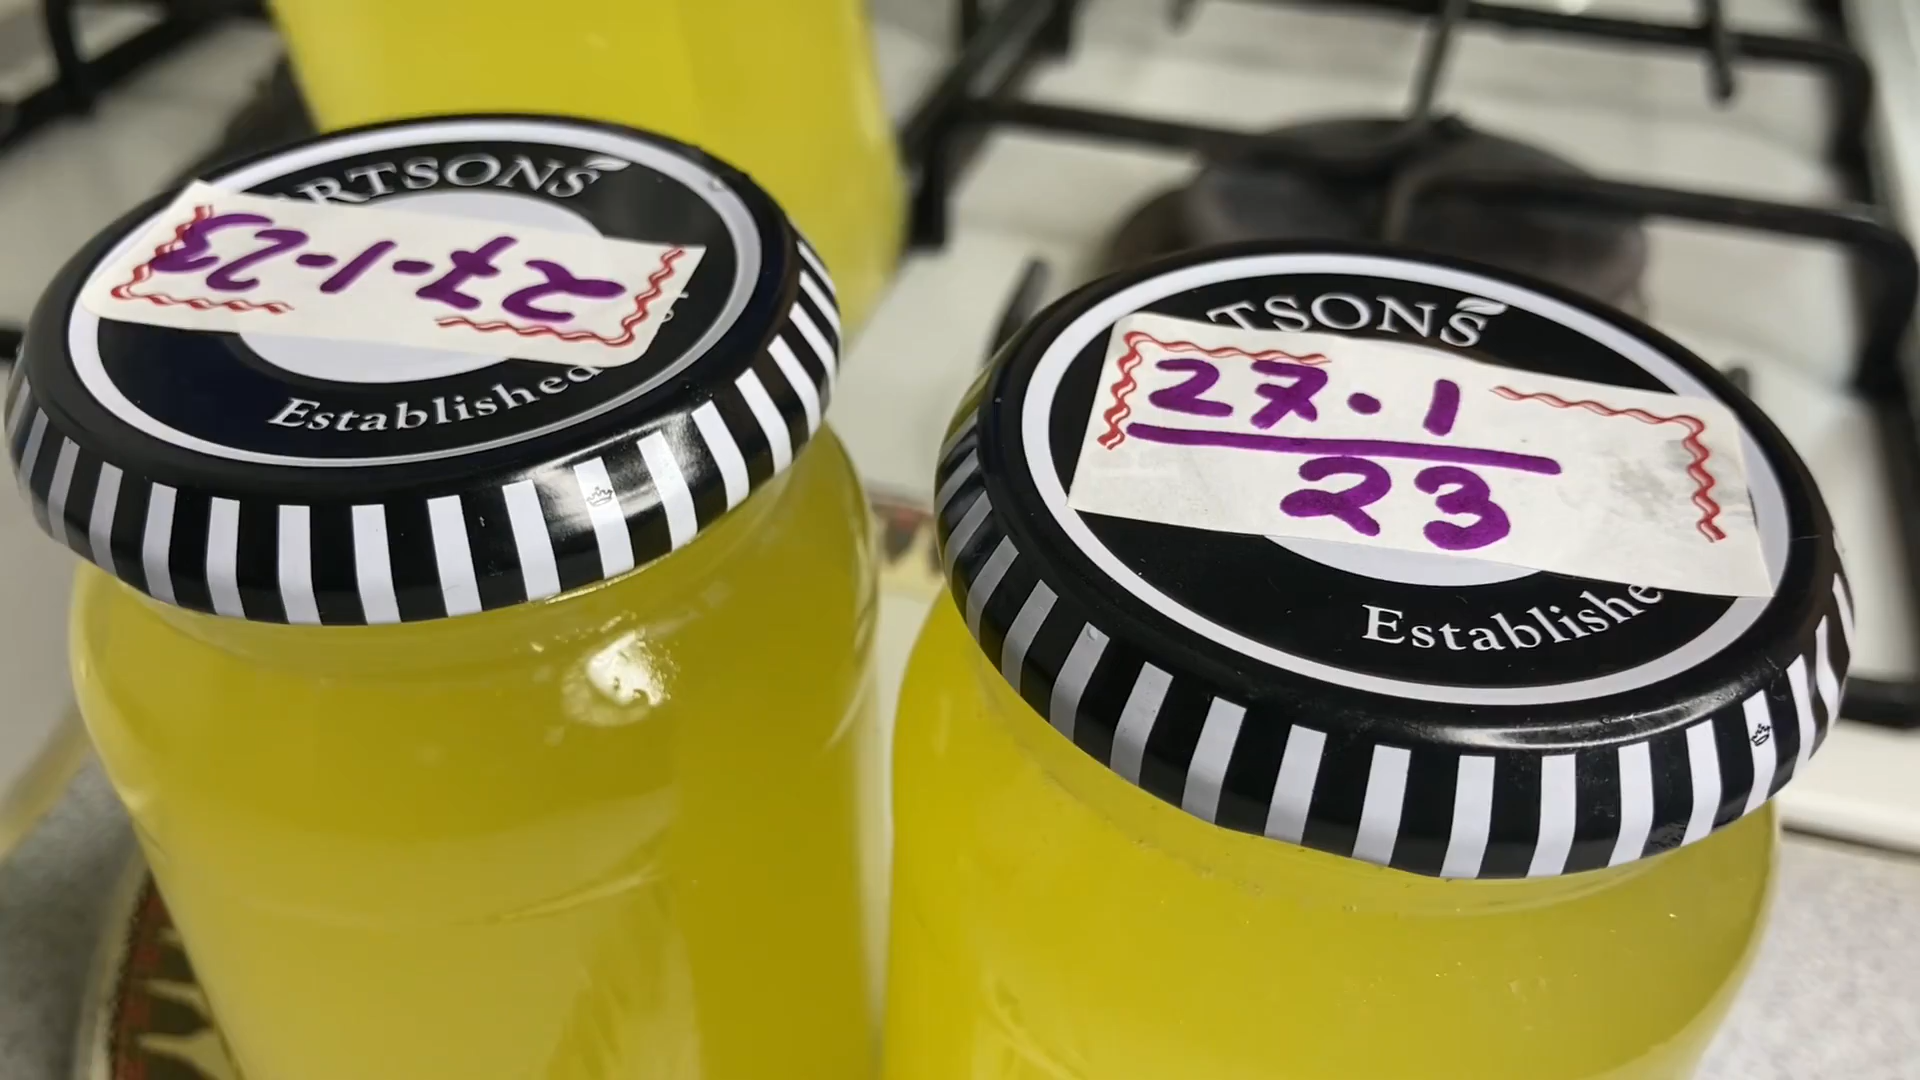 RTSONS
27-1-23
Established
TSONS
27.1
23
Establishe